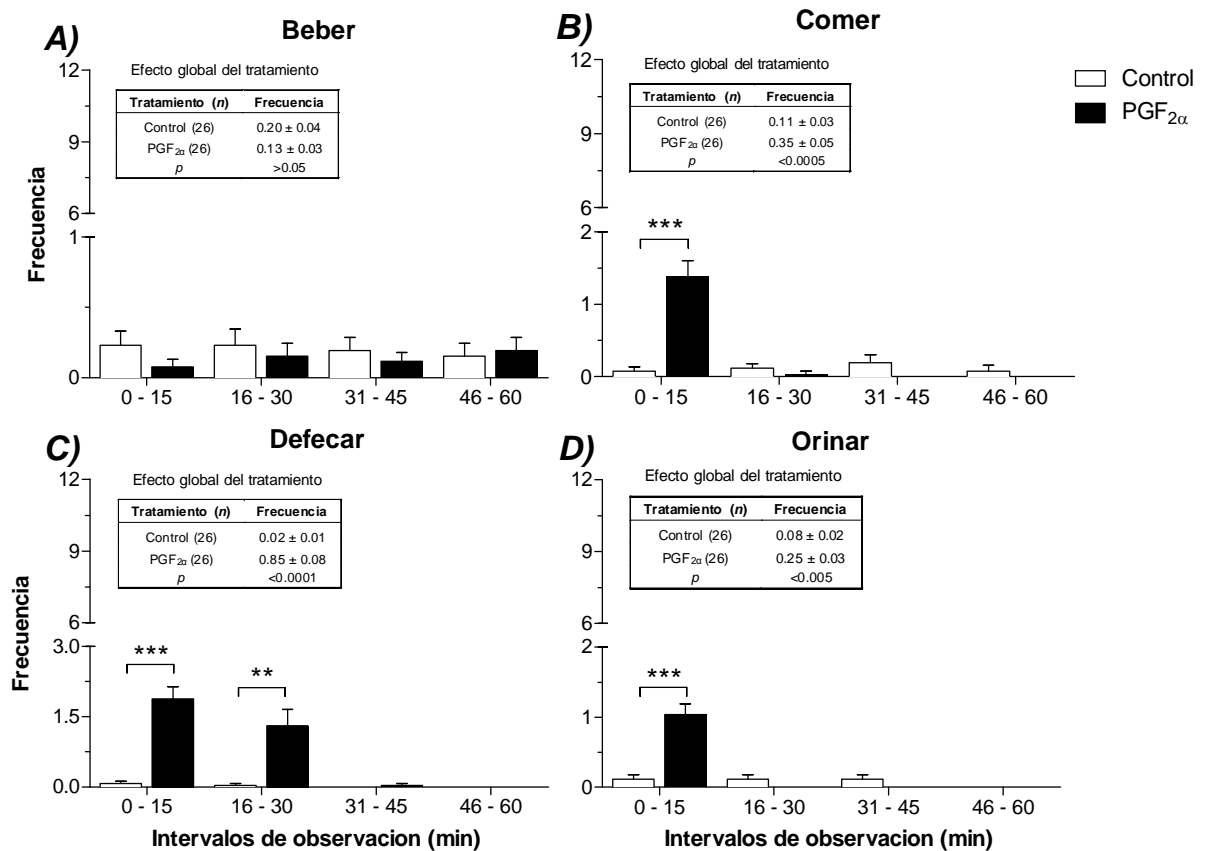 A) Beber
Efecto global del tratamiento
Tratamiento (n) Frecuencia
Control (26) 0.20 ± 0.04
PGF2α (26) 0.13 ± 0.03
p >0.05
12
9
6
1
0
Frecuencia
0 - 15 16 - 30 31 - 45 46 - 60
B) Comer
Efecto global del tratamiento
Tratamiento (n) Frecuencia
Control (26) 0.11 ± 0.03
PGF2α (26) 0.35 ± 0.05
p <0.0005
12
9
6
2
1
0
***
0 - 15 16 - 30 31 - 45 46 - 60
Control
PGF2α
C) Defecar
Efecto global del tratamiento
Tratamiento (n) Frecuencia
Control (26) 0.02 ± 0.01
PGF2α (26) 0.85 ± 0.08
p <0.0001
12
9
6
3.0
1.5
0.0
Frecuencia
*** **
0 - 15 16 - 30 31 - 45 46 - 60
Intervalos de observacion (min)
D) Orinar
Efecto global del tratamiento
Tratamiento (n) Frecuencia
Control (26) 0.08 ± 0.02
PGF2α (26) 0.25 ± 0.03
p <0.005
12
9
6
2
1
0
***
0 - 15 16 - 30 31 - 45 46 - 60
Intervalos de observacion (min)